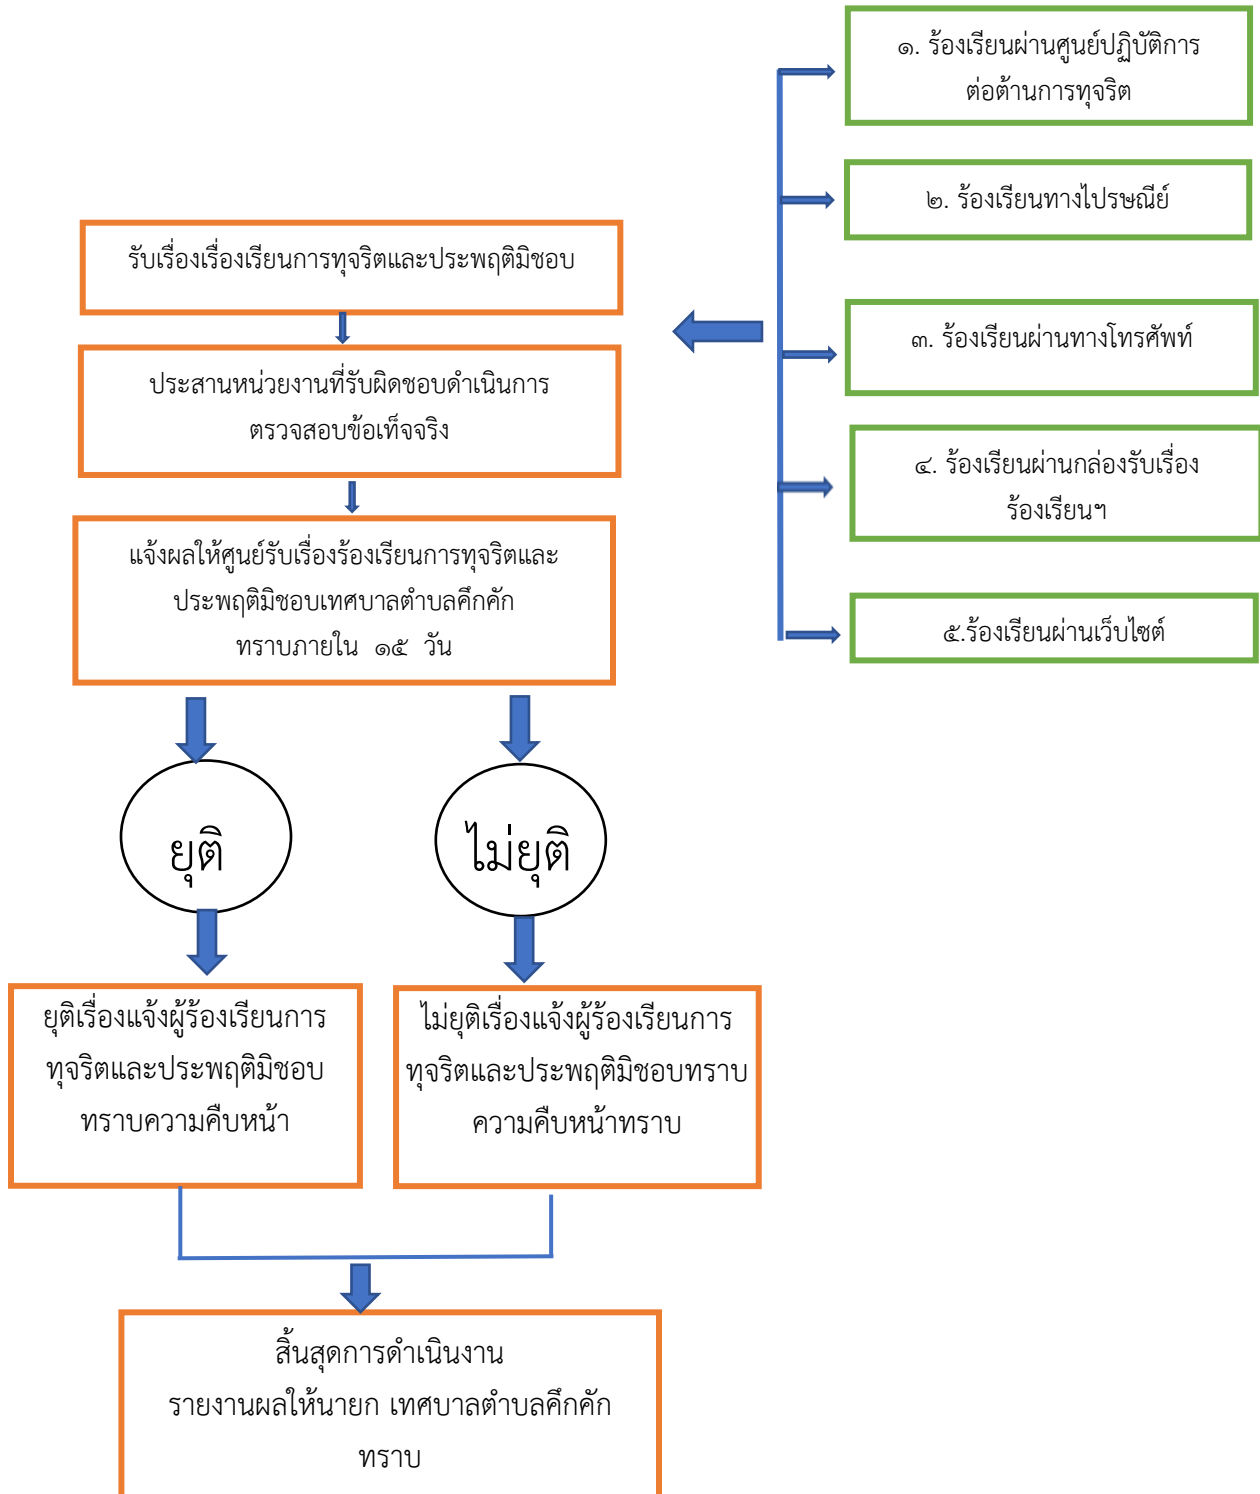 ๑. ร้องเรียนผ่านศูนย์ปฏิบัติการ
ต่อต้านการทุจริต
๒. ร้องเรียนทางไปรษณีย์
๓. ร้องเรียนผ่านทางโทรศัพท์
๔. ร้องเรียนผ่านกล่องรับเรื่อง
ร้องเรียนฯ
๕.ร้องเรียนผ่านเว็บไซต์
รับเรื่องเรื่องเรียนการทุจริตและประพฤติมิชอบ
ประสานหน่วยงานที่รับผิดชอบดำเนินการ
ตรวจสอบข้อเท็จจริง
แจ้งผลให้ศูนย์รับเรื่องร้องเรียนการทุจริตและ
ประพฤติมิชอบเทศบาลตำบลคึกคัก
ทราบภายใน ๑๕ วัน
ยุติ
ไม่ยุติ
ยุติเรื่องแจ้งผู้ร้องเรียนการ
ทุจริตและประพฤติมิชอบ
ทราบความคืบหน้า
ไม่ยุติเรื่องแจ้งผู้ร้องเรียนการ
ทุจริตและประพฤติมิชอบทราบ
ความคืบหน้าทราบ
สิ้นสุดการดำเนินงาน
รายงานผลให้นายก เทศบาลตำบลคึกคัก
ทราบ